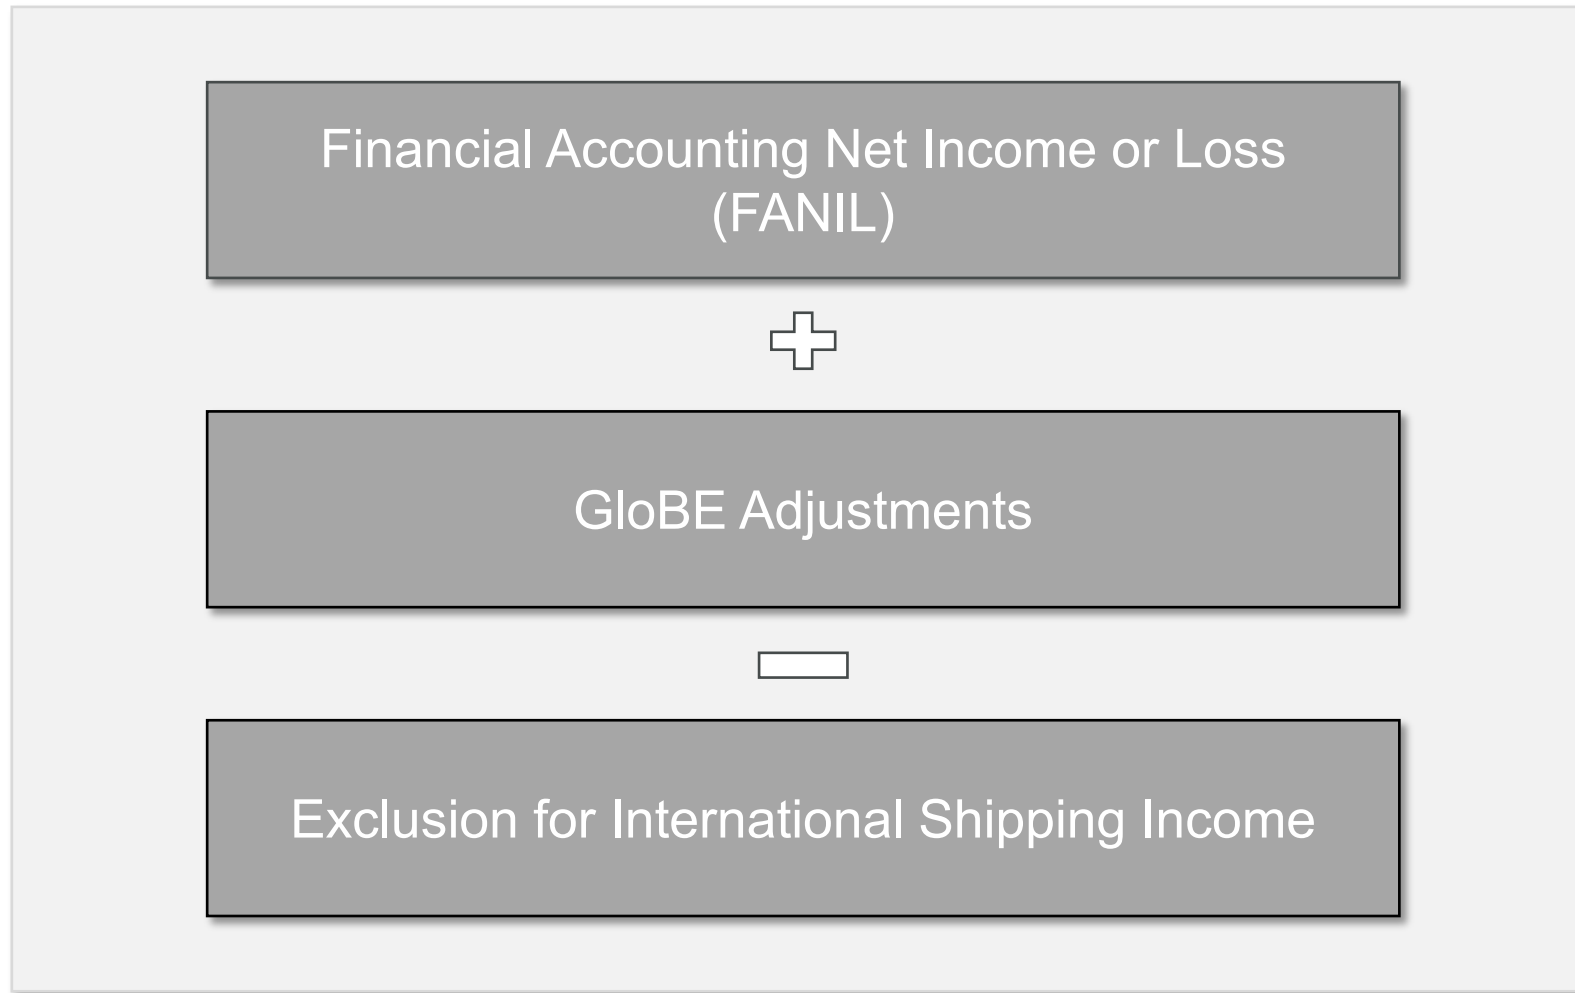 Financial Accounting Net Income or Loss
(FANIL)
GloBE Adjustments
Exclusion for International Shipping Income